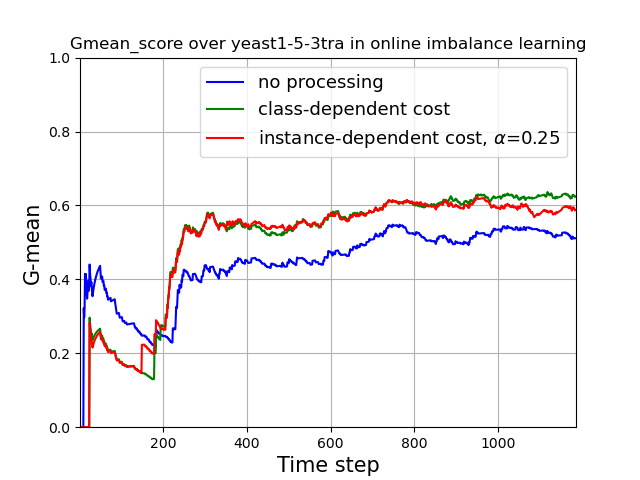 Gmean_score over yeast1-5-3tra in online imbalance learning
1.0
0.8
0.6
0.4
0.2
0.0
G-mean
no processing
class-dependent cost
instance-dependent cost, α=0.25
200 400 600 800 1000
Time step